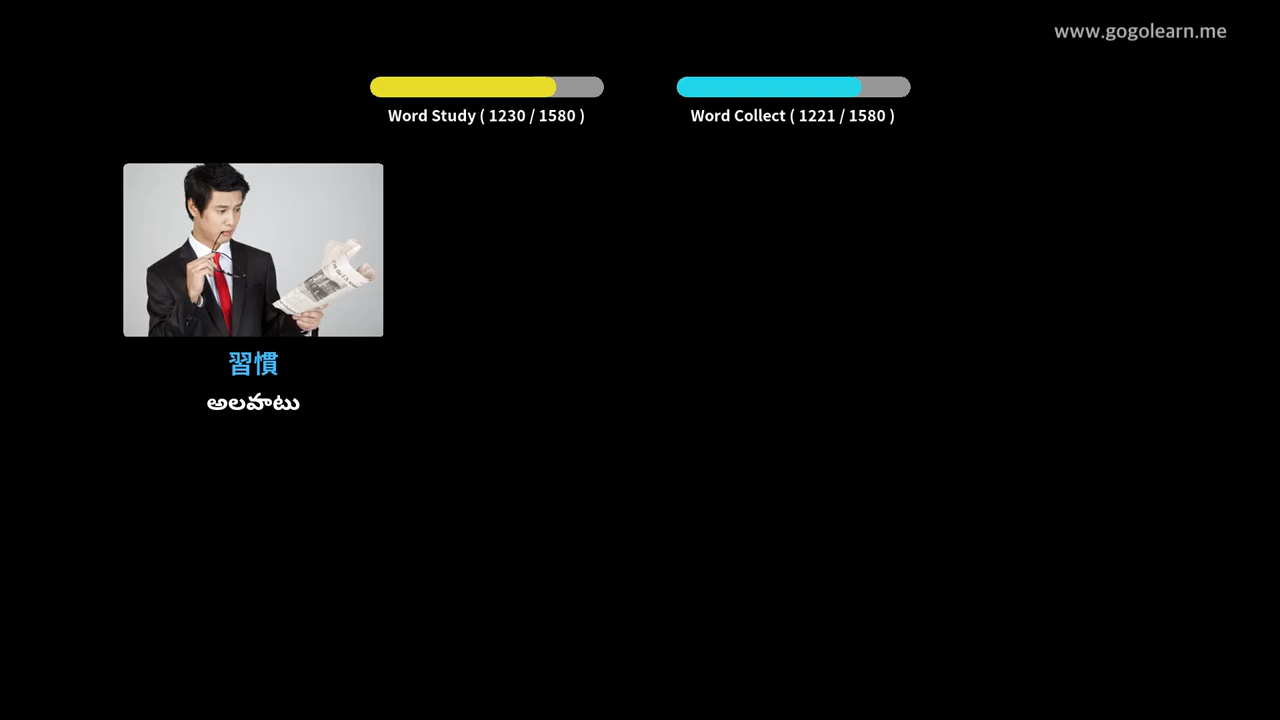 www.gogolearn.me
Word Study ( 1230 / 1580 )
Word Collect ( 1221 / 1580 )
習慣
అలవాటు